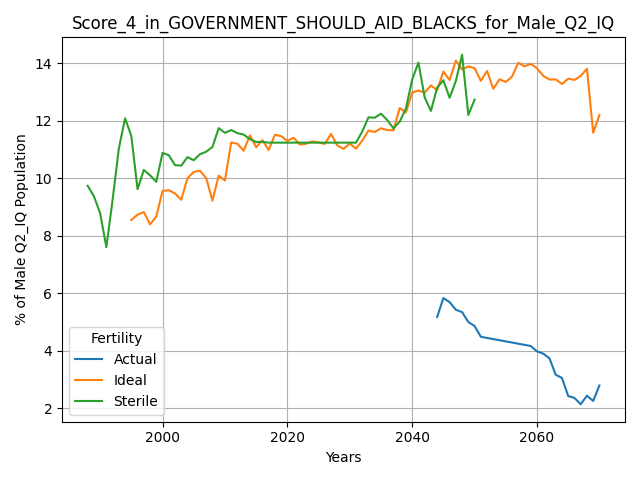 Score_4_in_GOVERNMENT_SHOULD_AID_BLACKS_for_Male_Q2_IQ
% of Male Q2_IQ Population
14
12
10
8
6
4
2
Fertility
Actual
Ideal
Sterile
2000
2020
2040
2060
Years